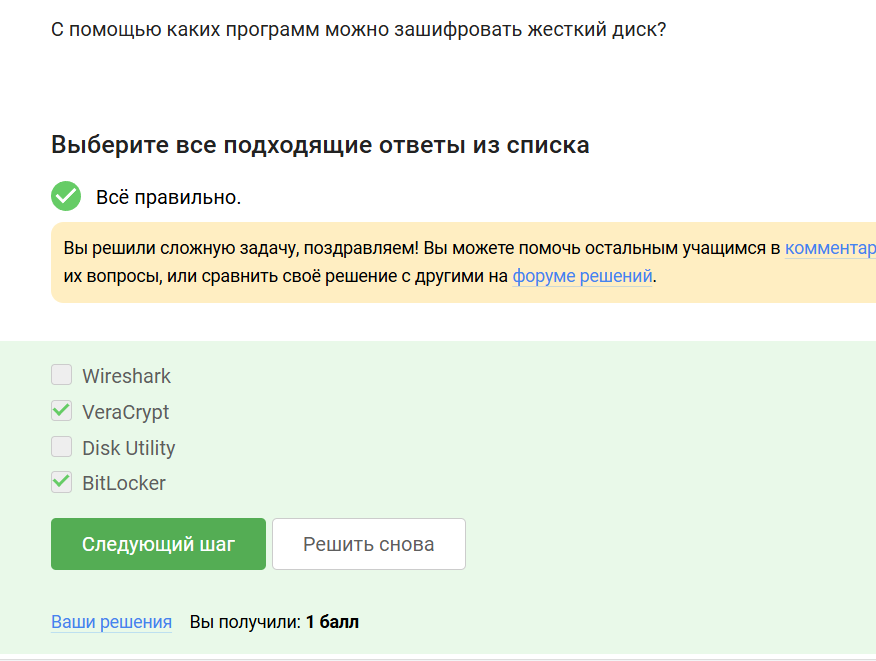 С помощью каких программ можно зашифровать жесткий диск?
Выберите все подходящие ответы из списка
Всё правильно.
Вы решили сложную задачу, поздравляем! Вы можете помочь остальным учащимся в комментар
их вопросы, или сравнить своё решение с другими на форуме решений.
Wireshark
VeraCrypt
Disk Utility
BitLocker
Следующий шаг
Решить снова
Ваши решения Вы получили: 1 балл